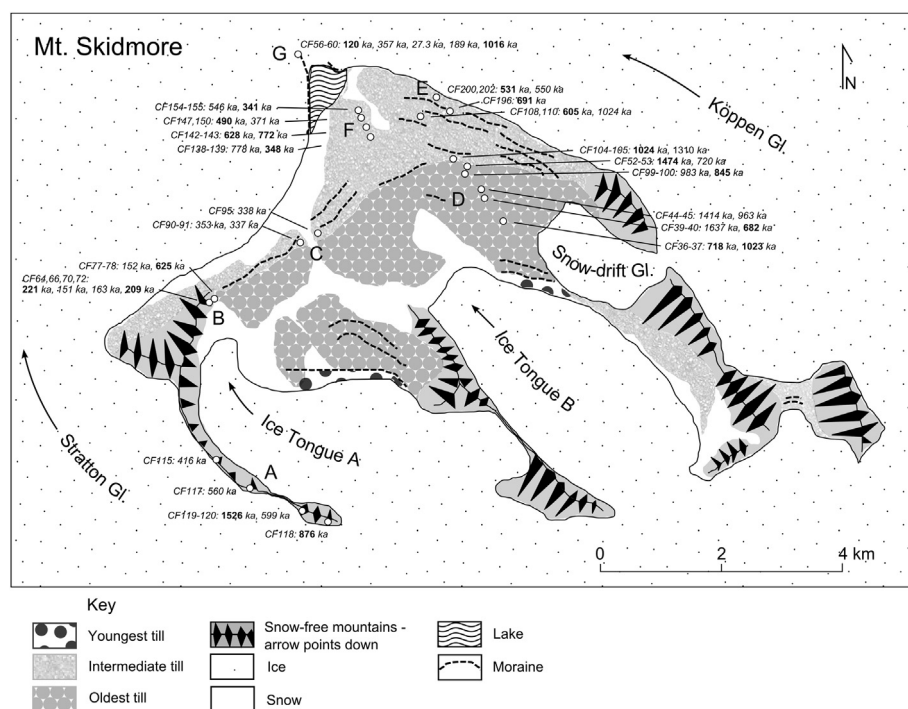 Mt. Skidmore
G
CF56-60: 120 ka, 357 ka, 27.3 ka, 189 ka, 1016 ka
N
E
CF200,202: 531 ka, 550 ka
CF196: 691 ka
CF108,110: 605 ka, 1024 ka
Köppen Gl.
CF154-155: 546 ka, 341 ka
CF147,150: 490 ka, 371 ka
F
CF142-143: 628 ka, 772 ka
CF138-139: 778 ka, 348 ka
CF104-105: 1024 ka, 1310 ka
CF52-53: 1474 ka, 720 ka
CF99-100: 983 ka, 845 ka
D
CF44-45: 1414 ka, 963 ka
CF39-40: 1637 ka, 682 ka
CF36-37: 718 ka, 1023 ka
CF95: 338 ka
CF90-91: 353 ka, 337 ka
C
Snow-drift Gl.
CF77-78: 152 ka, 625 ka
CF64,66,70,72:
221 ka, 151 ka, 163 ka, 209 ka
B
Ice Tongue B
Ice Tongue A
Stratton Gl.
A
CF115: 416 ka
CF117: 560 ka
CF119-120: 1526 ka, 599 ka
CF118: 876 ka
0 2 4 km
Key
Youngest till
Intermediate till
Oldest till
Snow-free mountains -
arrow points down
Ice
Snow
Lake
Moraine